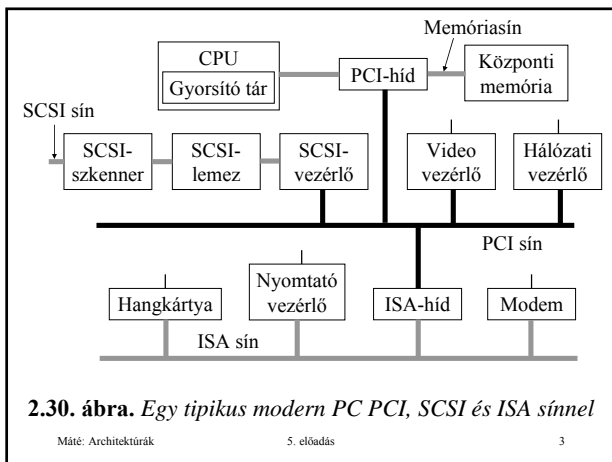 Memóriasín
CPU
Gyorsító tár
PCI-híd
Központi
memória
SCSI sín
SCSI-
szkenner
SCSI-
lemez
SCSI-
vezérlő
Video
vezérlő
Hálózati
vezérlő
PCI sín
Hangkártya
Nyomtató
vezérlő
ISA-híd
Modem
ISA sín
2.30. ábra. Egy tipikus modern PC PCI, SCSI és ISA sínnel
Máté: Architektúrák 5. előadás 3